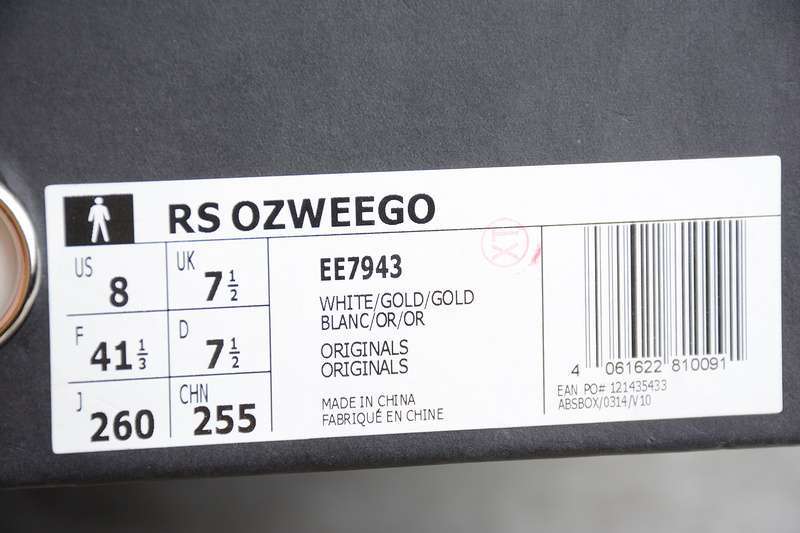 RS OZWEEGO
US 8
UK 7 1/2
F 41 1/3
D 7 1/2
J 260
CHN 255
EE7943
WHITE/GOLD/GOLD
BLANC/OR/OR
ORIGINALS
ORIGINALS
MADE IN CHINA
FABRIQUÉ EN CHINE
4 061622 810091
EAN PO# 121435433
ABSBOX/0314/V10